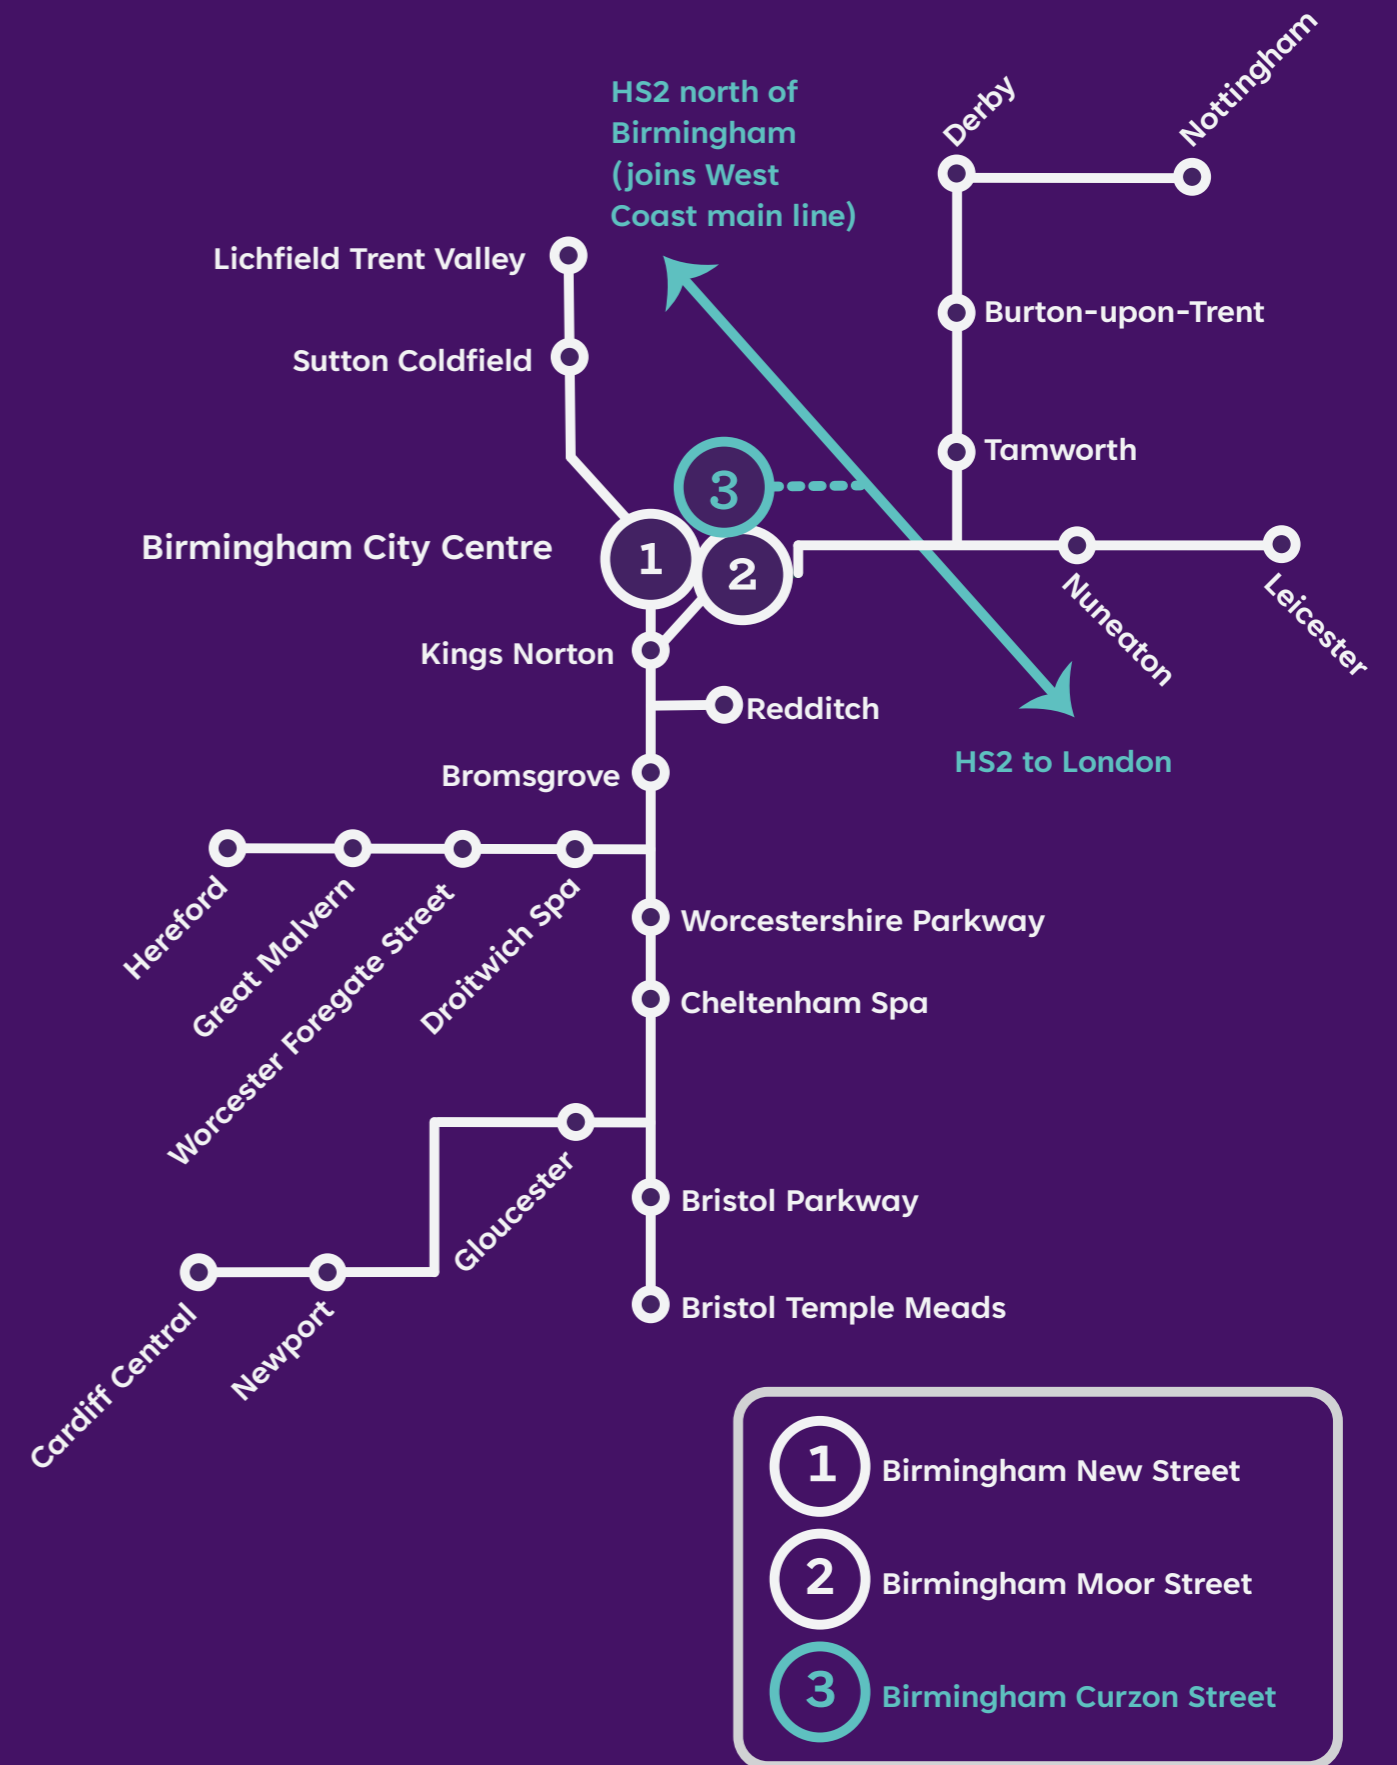 Nottingham
Derby
HS2 north of
Birmingham
(joins West
Coast main line)
Lichfield Trent Valley
Burton-upon-Trent
Sutton Coldfield
Tamworth
3
Birmingham City Centre
1
2
Nuneaton
Leicester
Kings Norton
Redditch
HS2 to London
Bromsgrove
Hereford
Great Malvern
Worcester Foregate Street
Droitwich Spa
Worcestershire Parkway
Cheltenham Spa
Gloucester
Bristol Parkway
Cardiff Central
Newport
Bristol Temple Meads
1 Birmingham New Street
2 Birmingham Moor Street
3 Birmingham Curzon Street